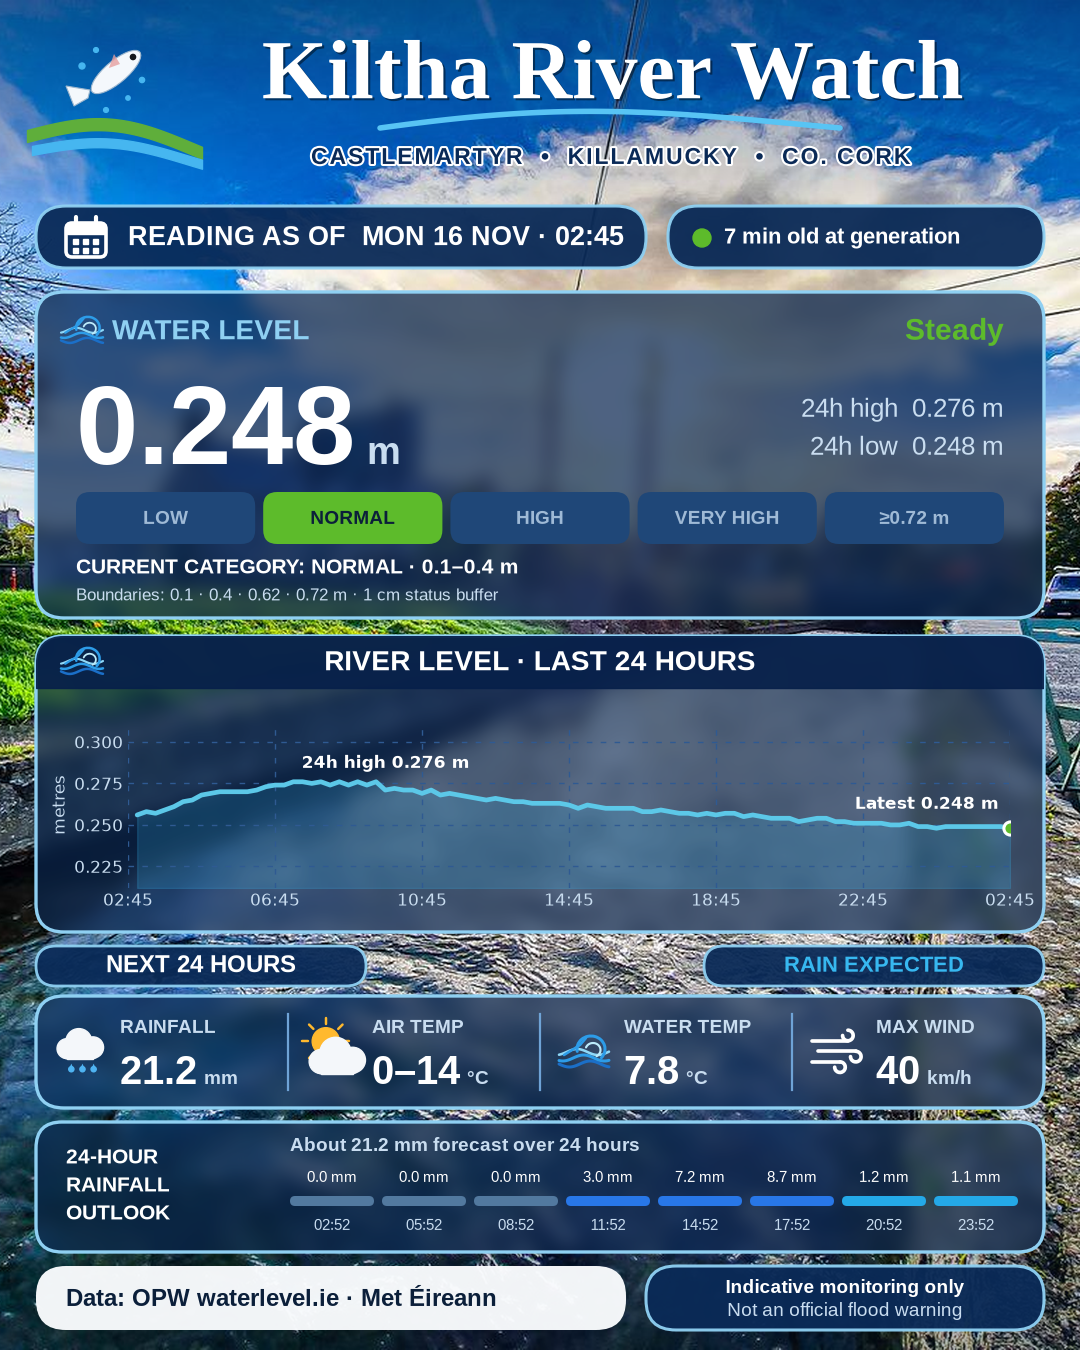 Kiltha River Watch
CASTLEMARTYR • KILLAMUCKY • CO. CORK
READING AS OF MON 16 NOV · 02:45
7 min old at generation
WATER LEVEL
Steady
0.248 m
24h high 0.276 m
24h low 0.248 m
LOW
NORMAL
HIGH
VERY HIGH
≥0.72 m
CURRENT CATEGORY: NORMAL · 0.1–0.4 m
Boundaries: 0.1 · 0.4 · 0.62 · 0.72 m · 1 cm status buffer
RIVER LEVEL · LAST 24 HOURS
metres
0.300
0.275
0.250
0.225
24h high 0.276 m
Latest 0.248 m
02:45 06:45 10:45 14:45 18:45 22:45 02:45
NEXT 24 HOURS
RAIN EXPECTED
RAINFALL
21.2 mm
AIR TEMP
0–14 °C
WATER TEMP
7.8 °C
MAX WIND
40 km/h
24-HOUR
RAINFALL
OUTLOOK
About 21.2 mm forecast over 24 hours
0.0 mm 0.0 mm 0.0 mm 3.0 mm 7.2 mm 8.7 mm 1.2 mm 1.1 mm
02:52 05:52 08:52 11:52 14:52 17:52 20:52 23:52
Data: OPW waterlevel.ie · Met Éireann
Indicative monitoring only
Not an official flood warning